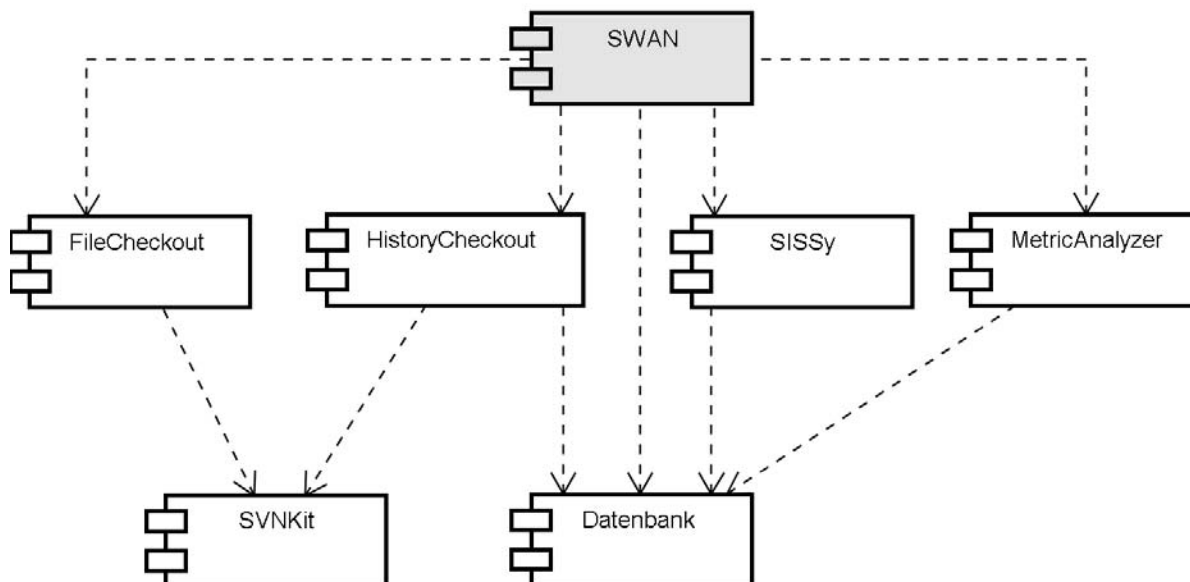 SWAN
FileCheckout
HistoryCheckout
SISSy
MetricAnalyzer
SVNKit
Datenbank